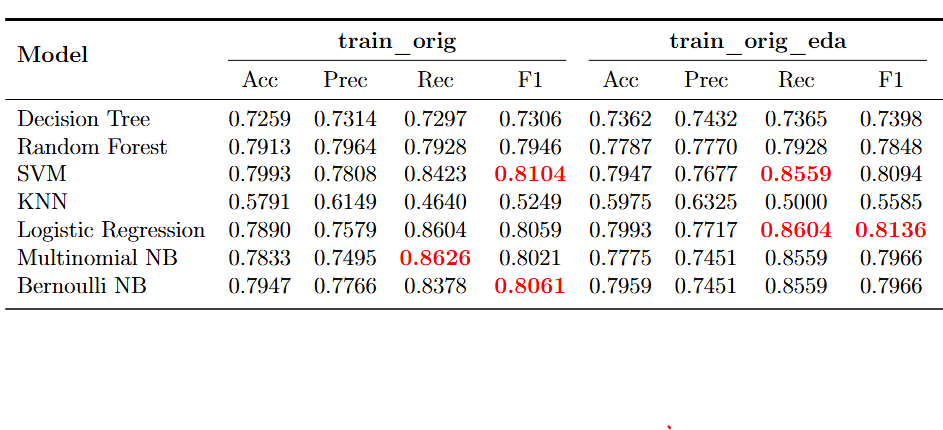 Model train_orig train_orig_eda
Acc Prec Rec F1 Acc Prec Rec F1
Decision Tree 0.7259 0.7314 0.7297 0.7306 0.7362 0.7432 0.7365 0.7398
Random Forest 0.7913 0.7964 0.7928 0.7946 0.7787 0.7770 0.7928 0.7848
SVM 0.7993 0.7808 0.8423 0.8104 0.7947 0.7677 0.8559 0.8094
KNN 0.5791 0.6149 0.4640 0.5249 0.5975 0.6325 0.5000 0.5585
Logistic Regression 0.7890 0.7579 0.8604 0.8059 0.7993 0.7717 0.8604 0.8136
Multinomial NB 0.7833 0.7495 0.8626 0.8021 0.7775 0.7451 0.8559 0.7966
Bernoulli NB 0.7947 0.7766 0.8378 0.8061 0.7959 0.7451 0.8559 0.7966